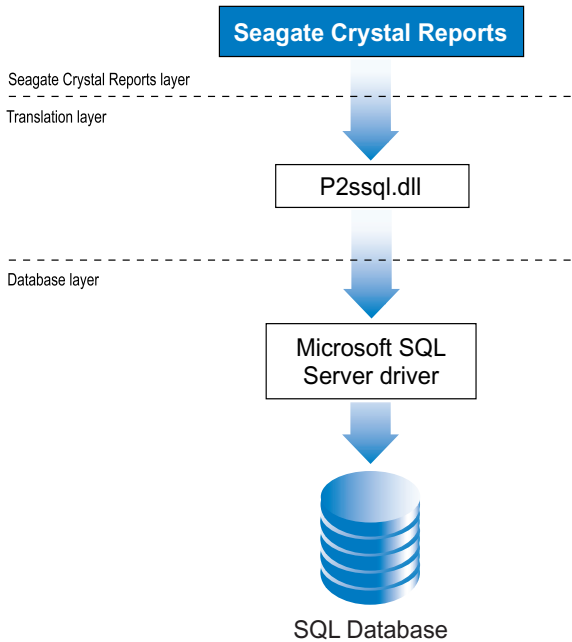 Seagate Crystal Reports
Seagate Crystal Reports layer
Translation layer
P2ssql.dll
Database layer
Microsoft SQL
Server driver
SQL Database